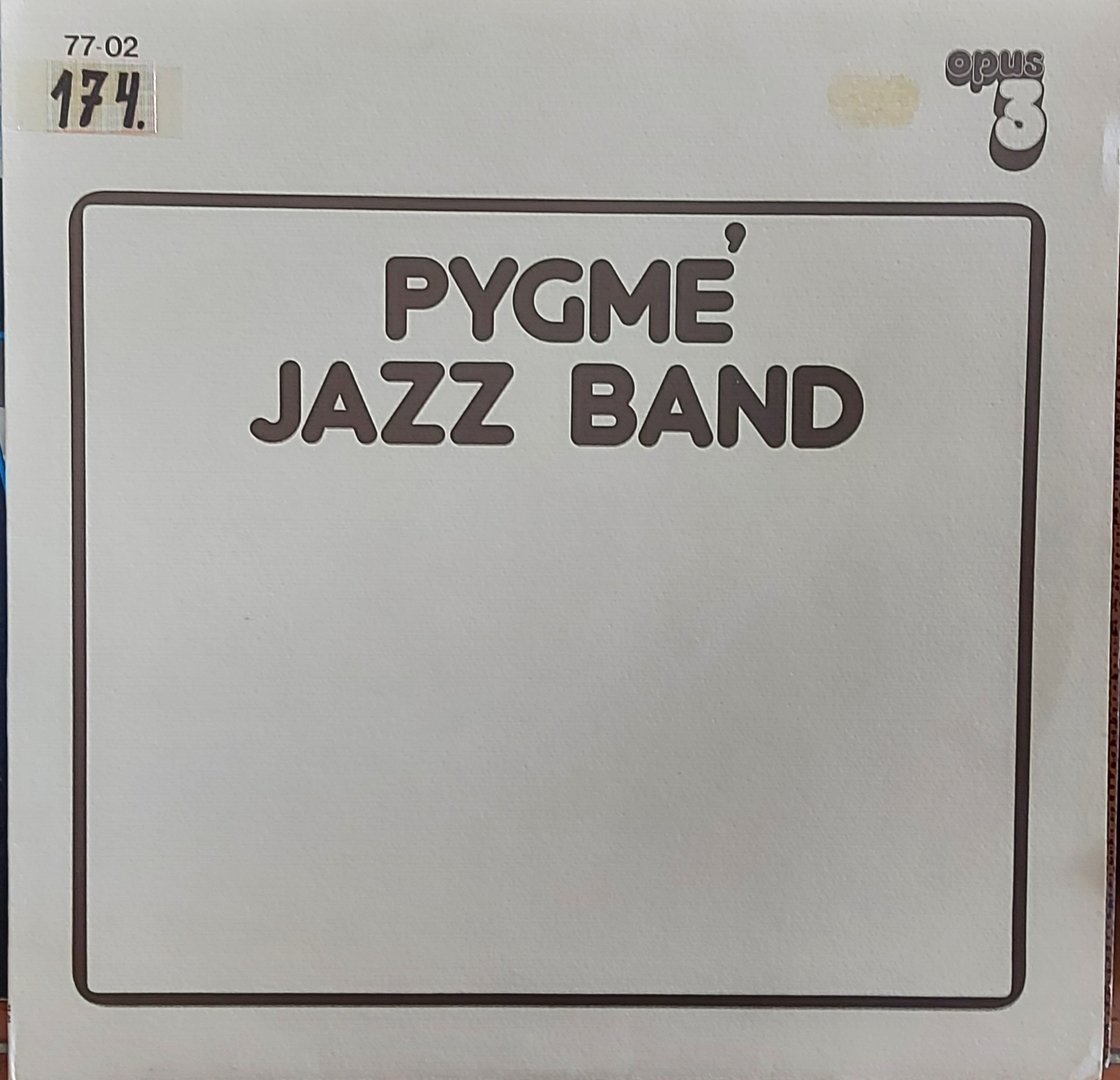 77-02
174.
opus
3
PYGMÉ
JAZZ BAND